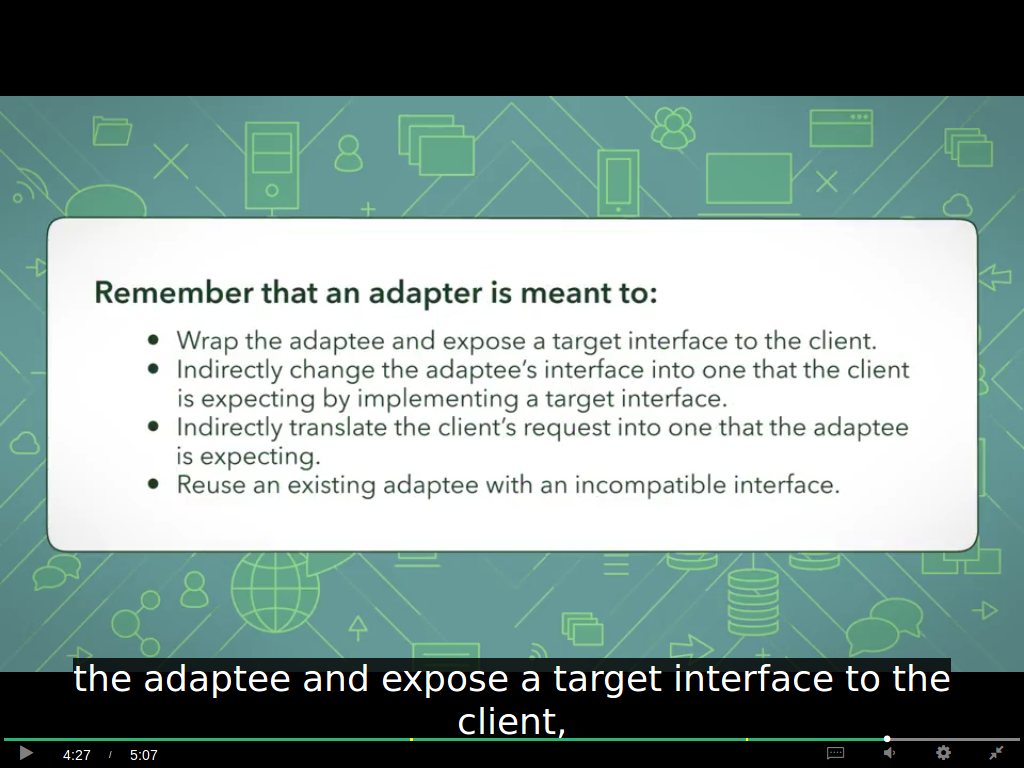 Remember that an adapter is meant to:
• Wrap the adaptee and expose a target interface to the client.
• Indirectly change the adaptee’s interface into one that the client
is expecting by implementing a target interface.
• Indirectly translate the client’s request into one that the adaptee
is expecting.
• Reuse an existing adaptee with an incompatible interface.
the adaptee and expose a target interface to the
client,
4:27 / 5:07